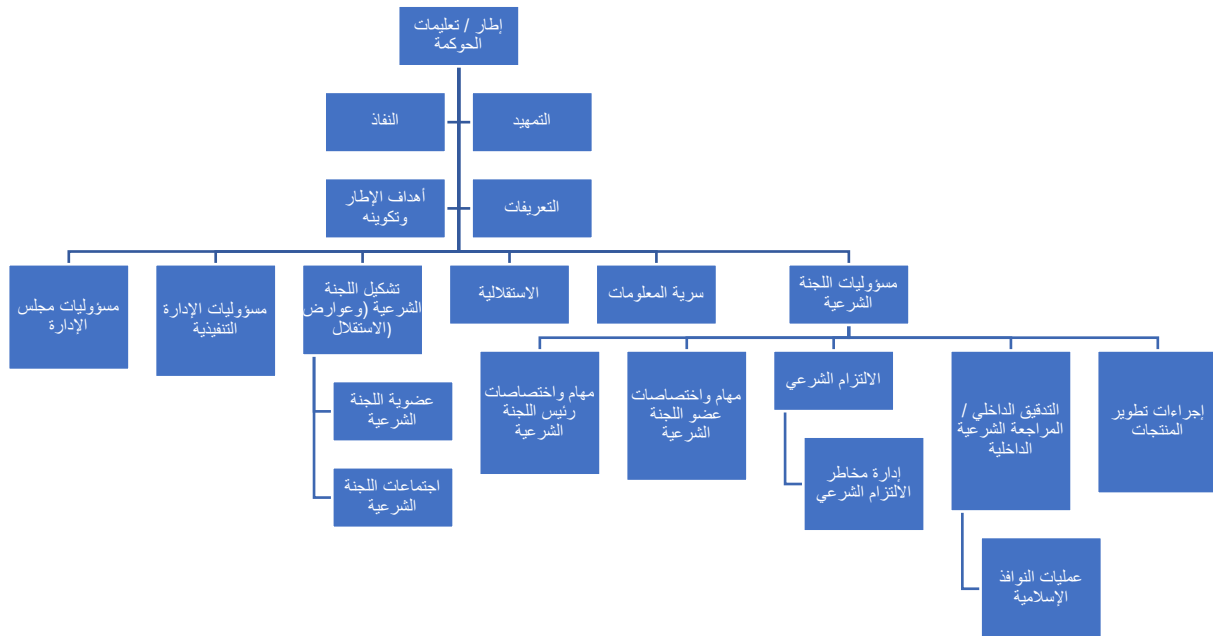 إطار / تعليمات
الحوكمة
التمهيد
النفاذ
التعريفات
أهداف الإطار
وتكوينه
مسؤوليات اللجنة
الشرعية
سرية المعلومات
الاستقلالية
تشكيل اللجنة
الشرعية (وعوارض
الاستقلال)
مسؤوليات الإدارة
التنفيذية
مسؤوليات مجلس
الإدارة
إجراءات تطوير
المنتجات
التدقيق الداخلي /
المراجعة الشرعية
الداخلية
الالتزام الشرعي
مهام واختصاصات
عضو اللجنة
الشرعية
مهام واختصاصات
رئيس اللجنة
الشرعية
عضوية اللجنة
الشرعية
إدارة مخاطر
الالتزام الشرعي
اجتماعات اللجنة
الشرعية
عمليات النوافذ
الإسلامية